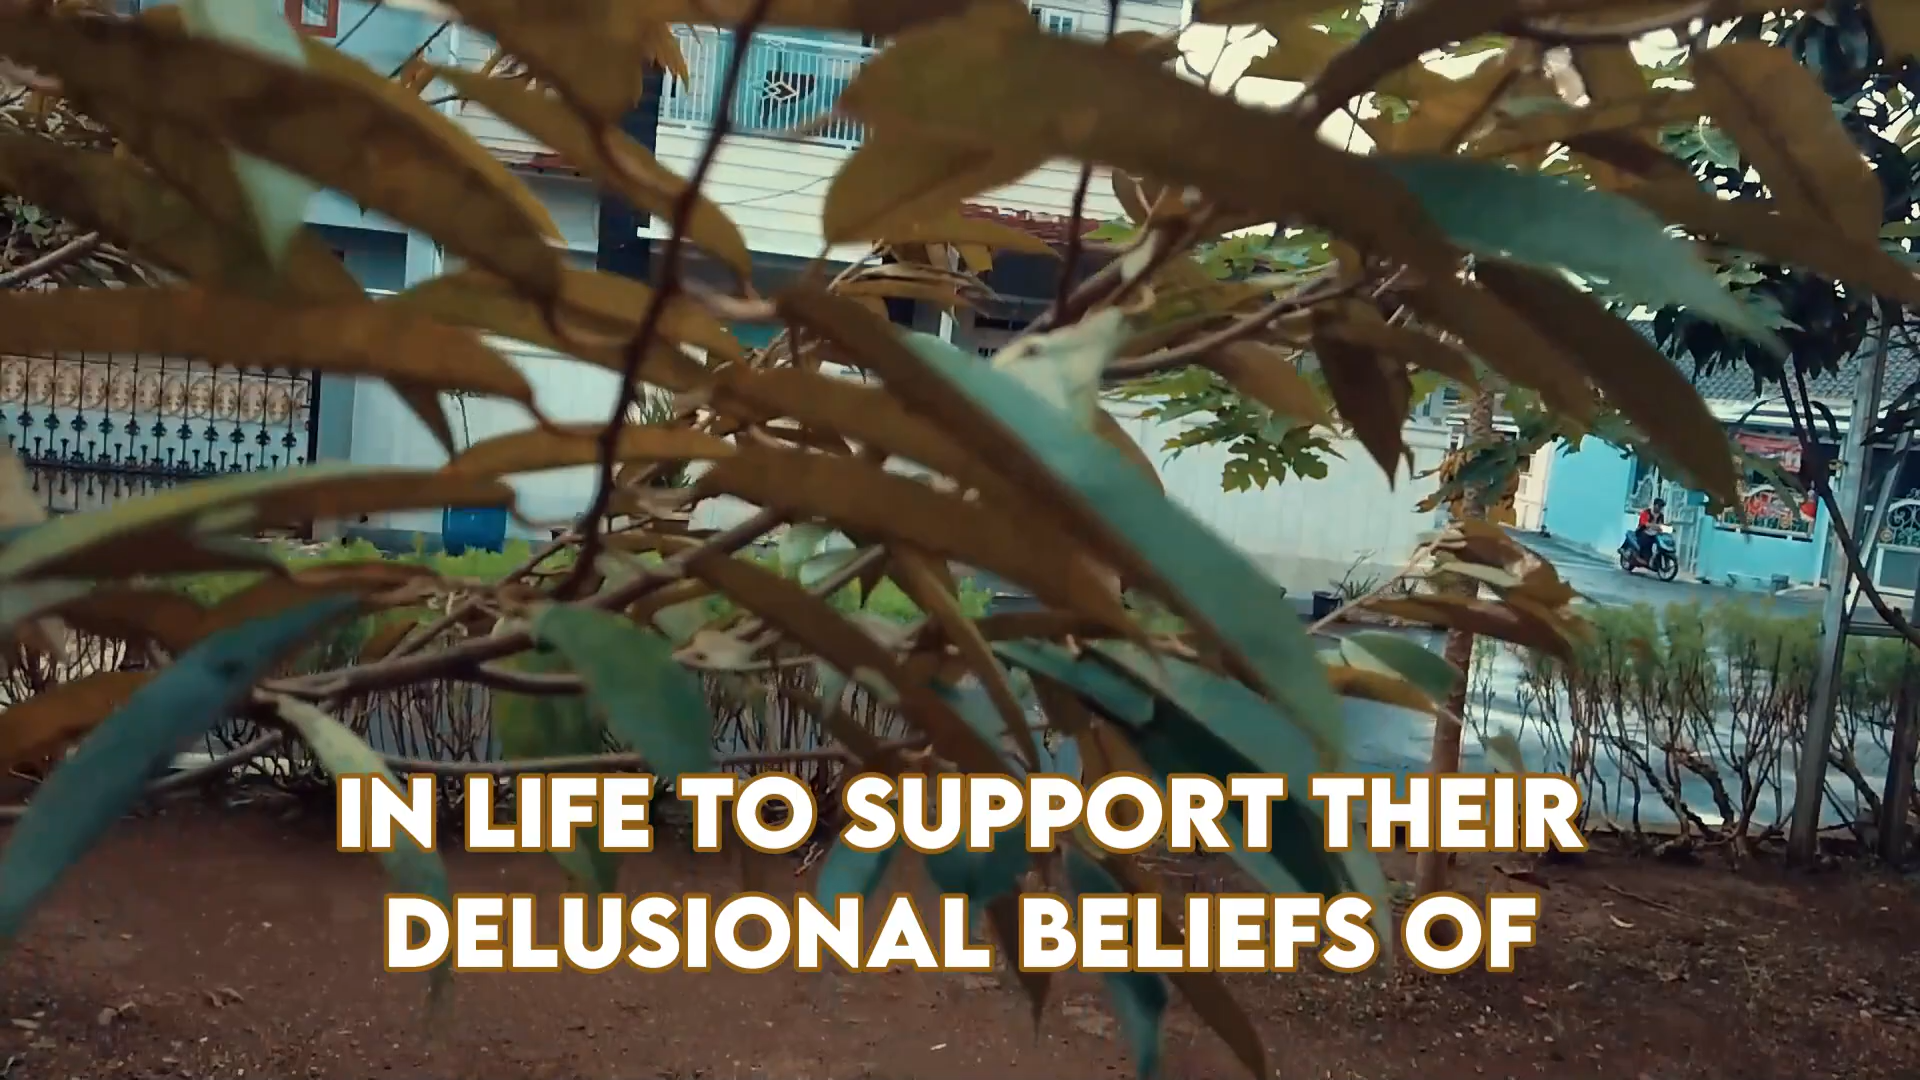 IN LIFE TO SUPPORT THEIR
DELUSIONAL BELIEFS OF